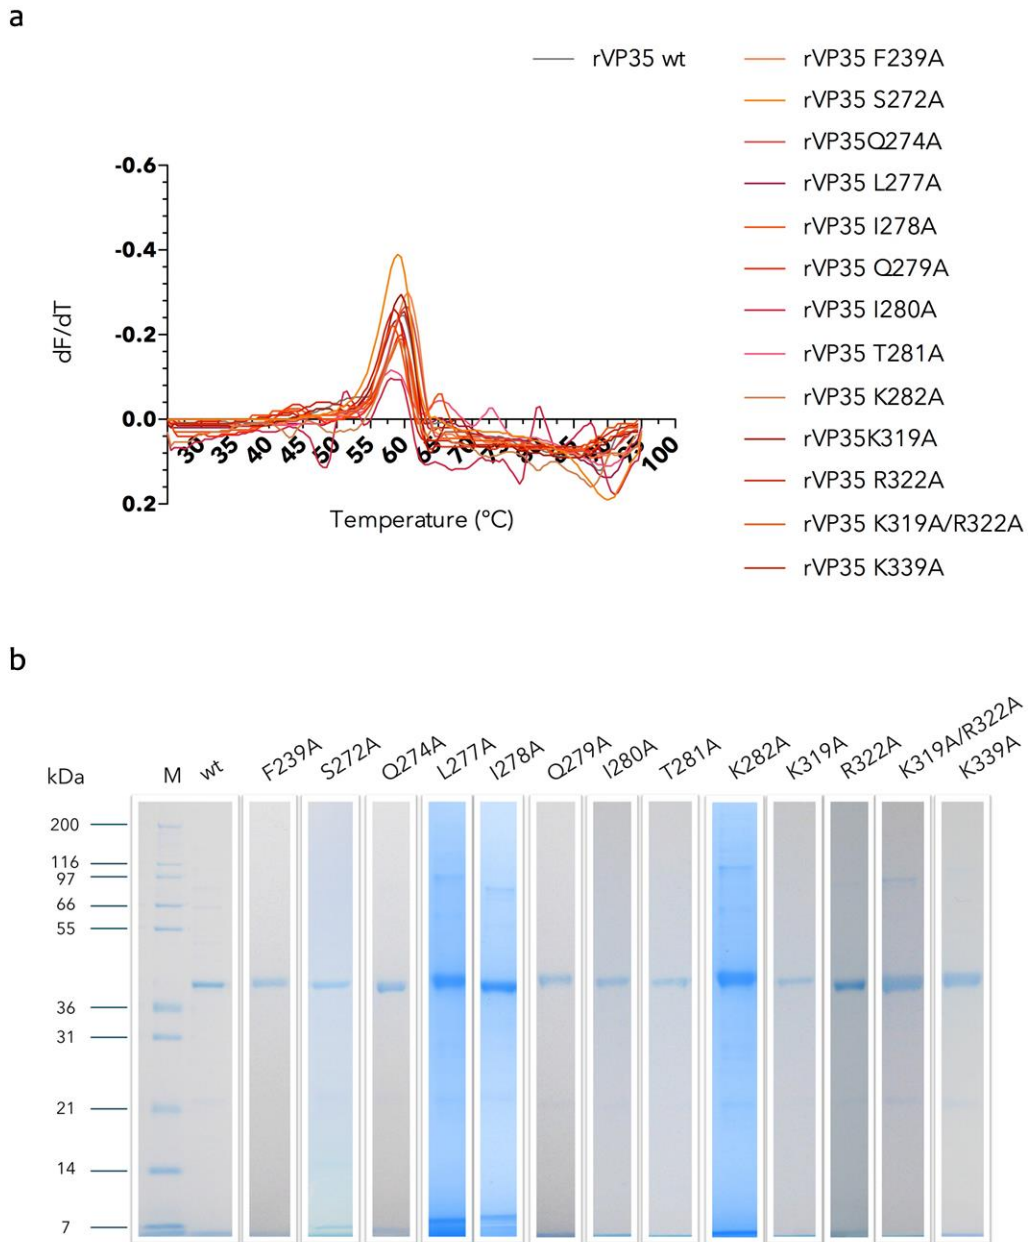 a
rVP35 wt
rVP35 F239A
rVP35 S272A
rVP35Q274A
rVP35 L277A
rVP35 I278A
rVP35 Q279A
rVP35 I280A
rVP35 T281A
rVP35 K282A
rVP35K319A
rVP35 R322A
rVP35 K319A/R322A
rVP35 K339A
-0.6
-0.4
-0.2
0.0
0.2
dF/dT
30 35 40 45 50 55 60 65 70 75 100
Temperature (°C)
b
kDa M wt F239A S272A Q274A L277A I278A Q279A I280A T281A K282A K319A R322A K319A/R322A K339A
200
116
97
66
55
36
31
21
14
7